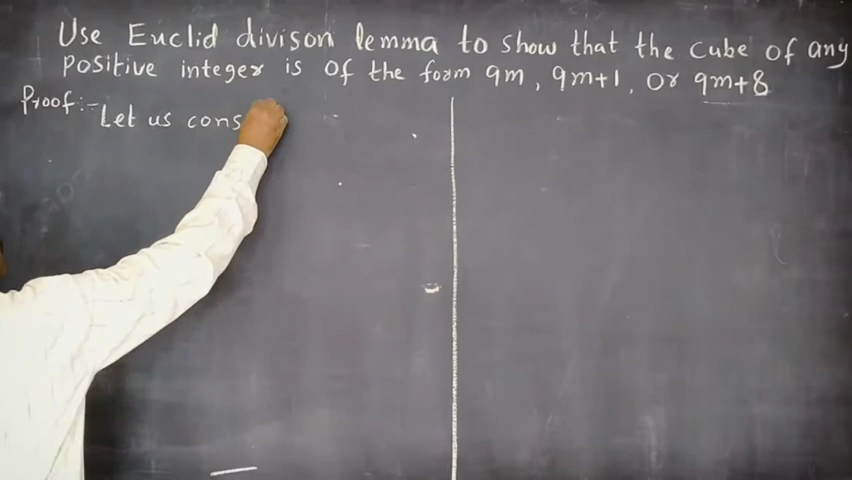 Use Euclid divison lemma to show that the cube of any
positive integer is of the form 9m, 9m+1, Or 9m+8
Proof:-
Let us cons